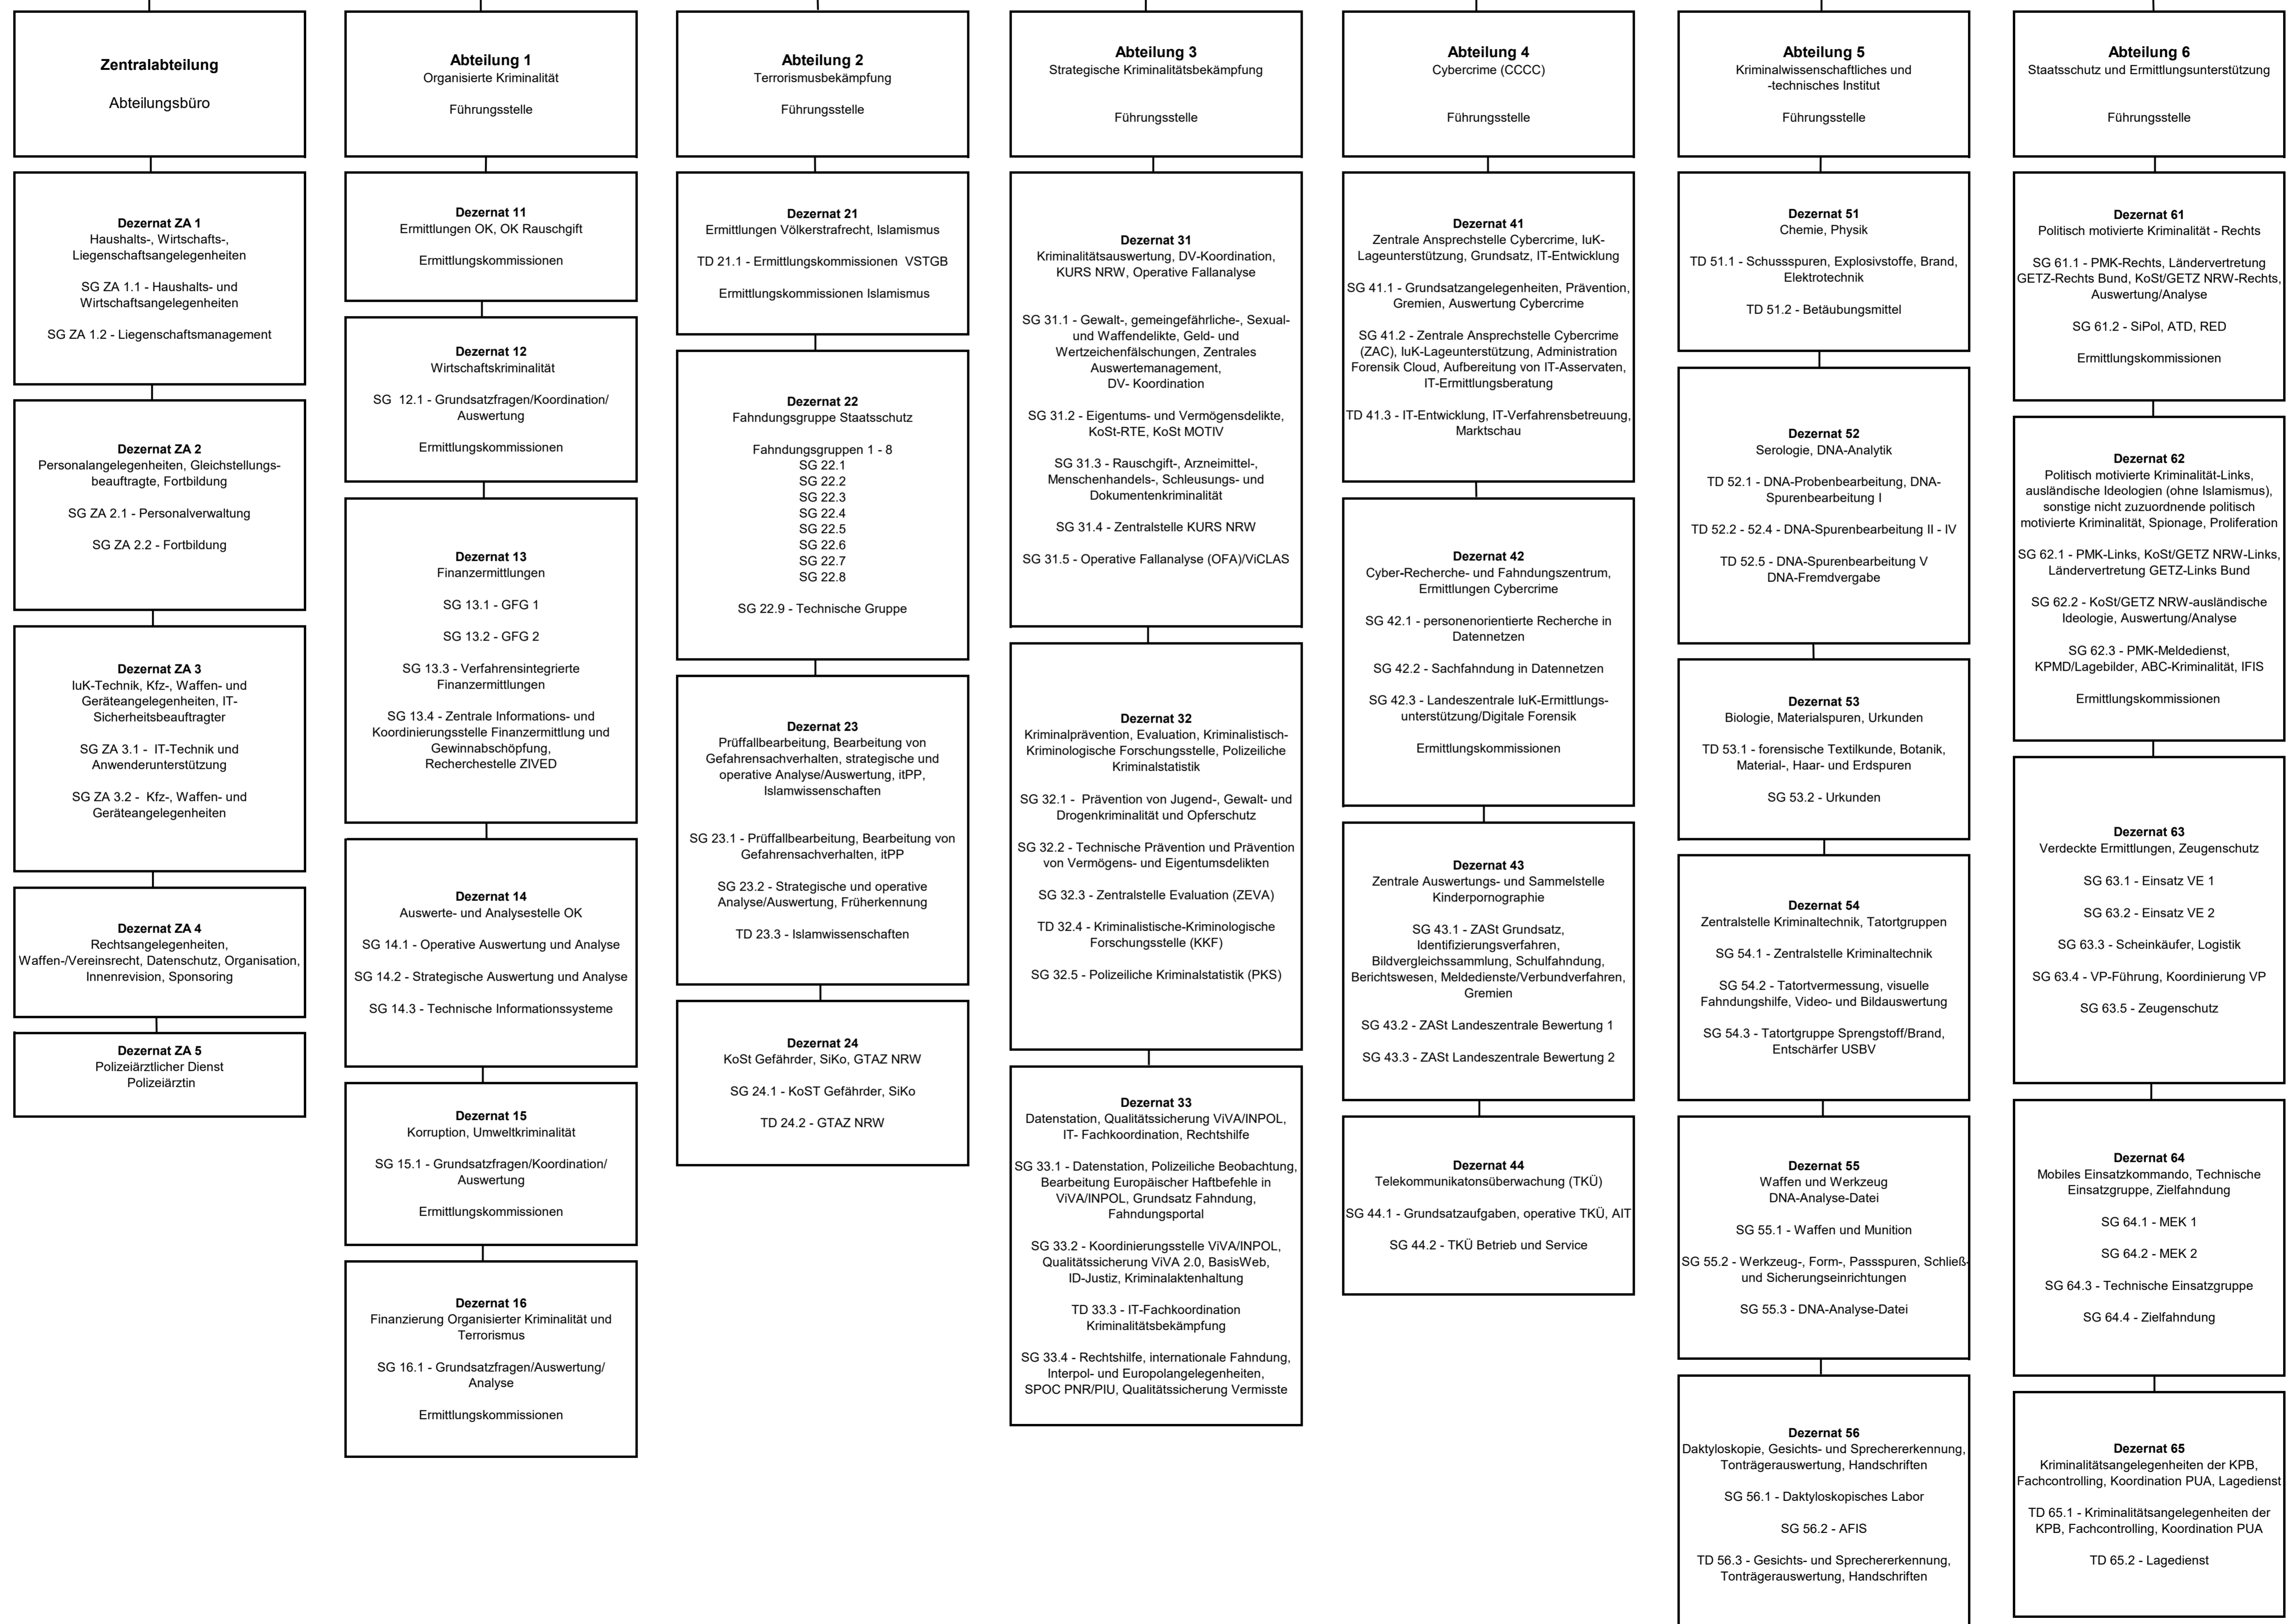 Zentralabteilung
Abteilungsbüro
Dezernat ZA 1
Haushalts-, Wirtschafts-,
Liegenschaftsangelegenheiten
SG ZA 1.1 - Haushalts- und
Wirtschaftsangelegenheiten
SG ZA 1.2 - Liegenschaftsmanagement
Dezernat ZA 2
Personalangelegenheiten, Gleichstellungs-
beauftragte, Fortbildung
SG ZA 2.1 - Personalverwaltung
SG ZA 2.2 - Fortbildung
Dezernat ZA 3
IuK-Technik, Kfz-, Waffen- und
Geräteangelegenheiten, IT-
Sicherheitsbeauftragter
SG ZA 3.1 - IT-Technik und
Anwenderunterstützung
SG ZA 3.2 - Kfz-, Waffen- und
Geräteangelegenheiten
Dezernat ZA 4
Rechtsangelegenheiten,
Waffen-/Vereinsrecht, Datenschutz, Organisation,
Innenrevision, Sponsoring
Dezernat ZA 5
Polizeiärztlicher Dienst
Polizeiärztin
Abteilung 1
Organisierte Kriminalität
Führungsstelle
Dezernat 11
Ermittlungen OK, OK Rauschgift
Ermittlungskommissionen
Dezernat 12
Wirtschaftskriminalität
SG 12.1 - Grundsatzfragen/Koordination/
Auswertung
Ermittlungskommissionen
Dezernat 13
Finanzermittlungen
SG 13.1 - GFG 1
SG 13.2 - GFG 2
SG 13.3 - Verfahrensintegrierte
Finanzermittlungen
SG 13.4 - Zentrale Informations- und
Koordinierungsstelle Finanzermittlung und
Gewinnabschöpfung,
Recherchestelle ZIVED
Dezernat 14
Auswerte- und Analysestelle OK
SG 14.1 - Operative Auswertung und Analyse
SG 14.2 - Strategische Auswertung und Analyse
SG 14.3 - Technische Informationssysteme
Dezernat 15
Korruption, Umweltkriminalität
SG 15.1 - Grundsatzfragen/Koordination/
Auswertung
Ermittlungskommissionen
Dezernat 16
Finanzierung Organisierter Kriminalität und
Terrorismus
SG 16.1 - Grundsatzfragen/Auswertung/
Analyse
Ermittlungskommissionen
Abteilung 2
Terrorismusbekämpfung
Führungsstelle
Dezernat 21
Ermittlungen Völkerstrafrecht, Islamismus
TD 21.1 - Ermittlungskommissionen VSTGB
Ermittlungskommissionen Islamismus
Dezernat 22
Fahndungsgruppe Staatsschutz
Fahndungsgruppen 1 - 8
SG 22.1
SG 22.2
SG 22.3
SG 22.4
SG 22.5
SG 22.6
SG 22.7
SG 22.8
SG 22.9 - Technische Gruppe
Dezernat 23
Prüffallbearbeitung, Bearbeitung von
Gefahrensachverhalten, strategische und
operative Analyse/Auswertung, itPP,
Islamwissenschaften
SG 23.1 - Prüffallbearbeitung, Bearbeitung von
Gefahrensachverhalten, itPP
SG 23.2 - Strategische und operative
Analyse/Auswertung, Früherkennung
TD 23.3 - Islamwissenschaften
Dezernat 24
KoSt Gefährder, SiKo, GTAZ NRW
SG 24.1 - KoST Gefährder, SiKo
TD 24.2 - GTAZ NRW
Abteilung 3
Strategische Kriminalitätsbekämpfung
Führungsstelle
Dezernat 31
Kriminalitätsauswertung, DV-Koordination,
KURS NRW, Operative Fallanalyse
SG 31.1 - Gewalt-, gemeingefährliche-, Sexual-
und Waffendelikte, Geld- und
Wertzeichenfälschungen, Zentrales
Auswertemanagement,
DV- Koordination
SG 31.2 - Eigentums- und Vermögensdelikte,
KoSt-RTE, KoSt MOTIV
SG 31.3 - Rauschgift-, Arzneimittel-,
Menschenhandels-, Schleusungs- und
Dokumentenkriminalität
SG 31.4 - Zentralstelle KURS NRW
SG 31.5 - Operative Fallanalyse (OFA)/ViCLAS
Dezernat 32
Kriminalprävention, Evaluation, Kriminalistisch-
Kriminologische Forschungsstelle, Polizeiliche
Kriminalstatistik
SG 32.1 - Prävention von Jugend-, Gewalt- und
Drogenkriminalität und Opferschutz
SG 32.2 - Technische Prävention und Prävention
von Vermögens- und Eigentumsdelikten
SG 32.3 - Zentralstelle Evaluation (ZEVA)
TD 32.4 - Kriminalistische-Kriminologische
Forschungsstelle (KKF)
SG 32.5 - Polizeiliche Kriminalstatistik (PKS)
Dezernat 33
Datenstation, Qualitätssicherung ViVA/INPOL,
IT- Fachkoordination, Rechtshilfe
SG 33.1 - Datenstation, Polizeiliche Beobachtung,
Bearbeitung Europäischer Haftbefehle in
ViVA/INPOL, Grundsatz Fahndung,
Fahndungsportal
SG 33.2 - Koordinierungsstelle ViVA/INPOL,
Qualitätssicherung ViVA 2.0, BasisWeb,
ID-Justiz, Kriminalaktenhaltung
TD 33.3 - IT-Fachkoordination
Kriminalitätsbekämpfung
SG 33.4 - Rechtshilfe, internationale Fahndung,
Interpol- und Europolangelegenheiten,
SPOC PNR/PIU, Qualitätssicherung Vermisste
Abteilung 4
Cybercrime (CCCC)
Führungsstelle
Dezernat 41
Zentrale Ansprechstelle Cybercrime, IuK-
Lageunterstützung, Grundsatz, IT-Entwicklung
SG 41.1 - Grundsatzangelegenheiten, Prävention,
Gremien, Auswertung Cybercrime
SG 41.2 - Zentrale Ansprechstelle Cybercrime
(ZAC), IuK-Lageunterstützung, Administration
Forensik Cloud, Aufbereitung von IT-Asservaten,
IT-Ermittlungsberatung
TD 41.3 - IT-Entwicklung, IT-Verfahrensbetreuung,
Marktschau
Dezernat 42
Cyber-Recherche- und Fahndungszentrum,
Ermittlungen Cybercrime
SG 42.1 - personenorientierte Recherche in
Datennetzen
SG 42.2 - Sachfahndung in Datennetzen
SG 42.3 - Landeszentrale IuK-Ermittlungs-
unterstützung/Digitale Forensik
Ermittlungskommissionen
Dezernat 43
Zentrale Auswertungs- und Sammelstelle
Kinderpornographie
SG 43.1 - ZASt Grundsatz,
Identifizierungsverfahren,
Bildvergleichssammlung, Schulfahndung,
Berichtswesen, Meldedienste/Verbundverfahren,
Gremien
SG 43.2 - ZASt Landeszentrale Bewertung 1
SG 43.3 - ZASt Landeszentrale Bewertung 2
Dezernat 44
Telekommunikatonsüberwachung (TKÜ)
SG 44.1 - Grundsatzaufgaben, operative TKÜ, AIT
SG 44.2 - TKÜ Betrieb und Service
Abteilung 5
Kriminalwissenschaftliches und
-technisches Institut
Führungsstelle
Dezernat 51
Chemie, Physik
TD 51.1 - Schussspuren, Explosivstoffe, Brand,
Elektrotechnik
TD 51.2 - Betäubungsmittel
Dezernat 52
Serologie, DNA-Analytik
TD 52.1 - DNA-Probenbearbeitung, DNA-
Spurenbearbeitung I
TD 52.2 - 52.4 - DNA-Spurenbearbeitung II - IV
TD 52.5 - DNA-Spurenbearbeitung V
DNA-Fremdvergabe
Dezernat 53
Biologie, Materialspuren, Urkunden
TD 53.1 - forensische Textilkunde, Botanik,
Material-, Haar- und Erdspuren
SG 53.2 - Urkunden
Dezernat 54
Zentralstelle Kriminaltechnik, Tatortgruppen
SG 54.1 - Zentralstelle Kriminaltechnik
SG 54.2 - Tatortvermessung, visuelle
Fahndungshilfe, Video- und Bildauswertung
SG 54.3 - Tatortgruppe Sprengstoff/Brand,
Entschärfer USBV
Dezernat 55
Waffen und Werkzeug
DNA-Analyse-Datei
SG 55.1 - Waffen und Munition
SG 55.2 - Werkzeug-, Form-, Passspuren, Schließ-
und Sicherungseinrichtungen
SG 55.3 - DNA-Analyse-Datei
Dezernat 56
Daktyloskopie, Gesichts- und Sprechererkennung,
Tonträgerauswertung, Handschriften
SG 56.1 - Daktyloskopisches Labor
SG 56.2 - AFIS
TD 56.3 - Gesichts- und Sprechererkennung,
Tonträgerauswertung, Handschriften
Abteilung 6
Staatsschutz und Ermittlungsunterstützung
Führungsstelle
Dezernat 61
Politisch motivierte Kriminalität - Rechts
SG 61.1 - PMK-Rechts, Ländervertretung
GETZ-Rechts Bund, KoSt/GETZ NRW-Rechts,
Auswertung/Analyse
SG 61.2 - SiPol, ATD, RED
Ermittlungskommissionen
Dezernat 62
Politisch motivierte Kriminalität-Links,
ausländische Ideologien (ohne Islamismus),
sonstige nicht zuzuordnende politisch
motivierte Kriminalität, Spionage, Proliferation
SG 62.1 - PMK-Links, KoSt/GETZ NRW-Links,
Ländervertretung GETZ-Links Bund
SG 62.2 - KoSt/GETZ NRW-ausländische
Ideologie, Auswertung/Analyse
SG 62.3 - PMK-Meldedienst,
KPMD/Lagebilder, ABC-Kriminalität, IFIS
Ermittlungskommissionen
Dezernat 63
Verdeckte Ermittlungen, Zeugenschutz
SG 63.1 - Einsatz VE 1
SG 63.2 - Einsatz VE 2
SG 63.3 - Scheinkäufer, Logistik
SG 63.4 - VP-Führung, Koordinierung VP
SG 63.5 - Zeugenschutz
Dezernat 64
Mobiles Einsatzkommando, Technische
Einsatzgruppe, Zielfahndung
SG 64.1 - MEK 1
SG 64.2 - MEK 2
SG 64.3 - Technische Einsatzgruppe
SG 64.4 - Zielfahndung
Dezernat 65
Kriminalitätsangelegenheiten der KPB,
Fachcontrolling, Koordination PUA, Lagedienst
TD 65.1 - Kriminalitätsangelegenheiten der
KPB, Fachcontrolling, Koordination PUA
TD 65.2 - Lagedienst